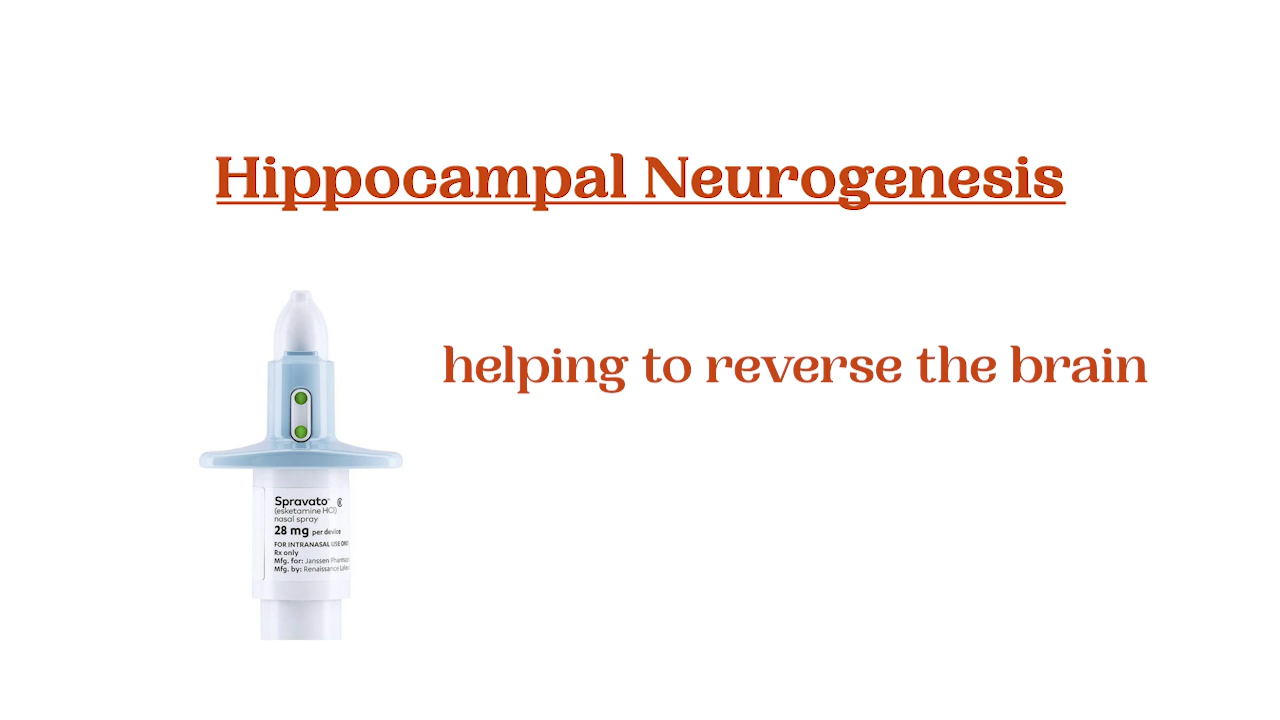 Hippocampal Neurogenesis
helping to reverse the brain
Spravato™ C
(esketamine HCl)
nasal spray
28 mg per device
FOR INTRANASAL USE
Rx only
Mfg. for: Janssen
Mfg. by: Renaissance